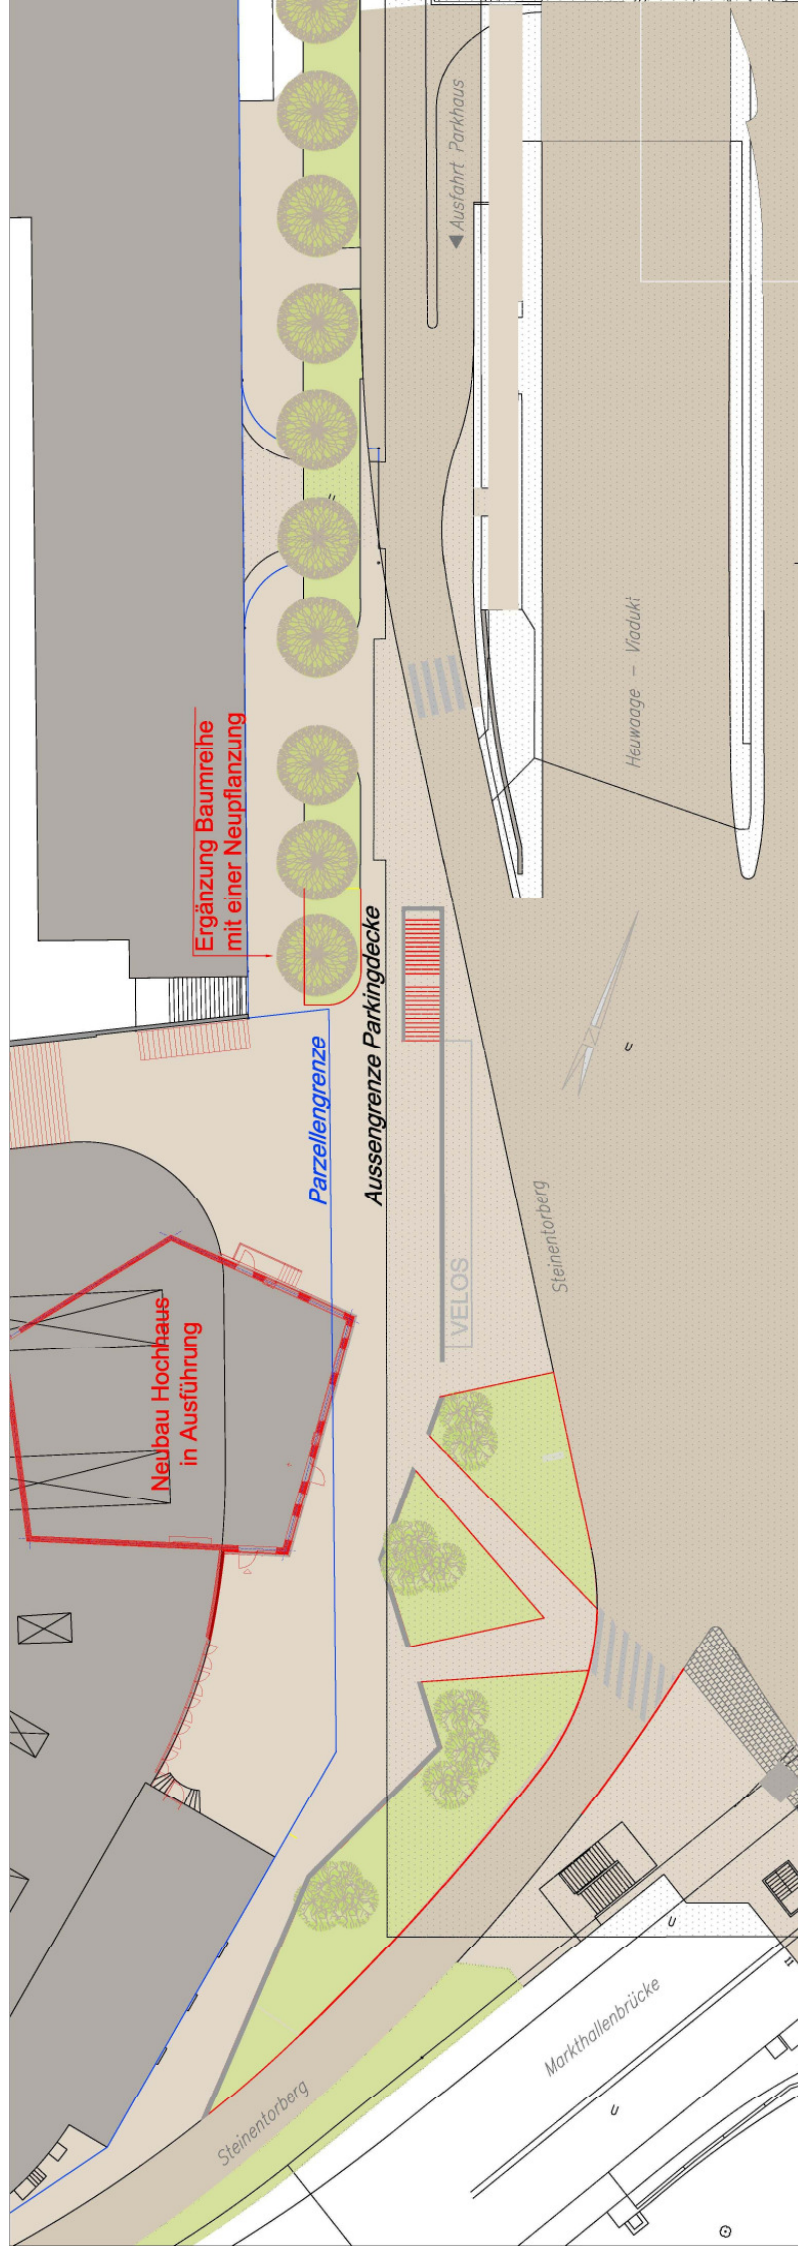 Ausfahrt Parkhaus
Heuwaage – Viadukt
Ergänzung Baumreihe
mit einer Neupflanzung
Aussengrenze Parkingdecke
Parzellengrenze
Steinentorberg
VELOS
Neubau Hochhaus
in Ausführung
Markthallenbrücke
Steinentorberg